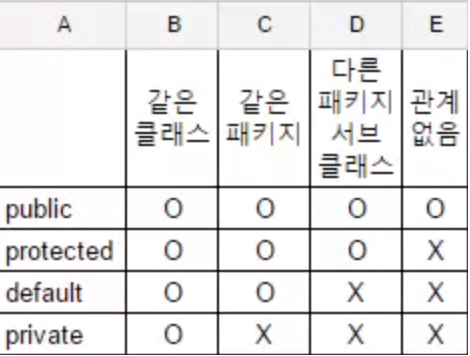 A B C D E
같은 클래스 같은 패키지 다른 패키지 서브 클래스 관계 없음
public O O O O
protected O O O X
default O O X X
private O X X X